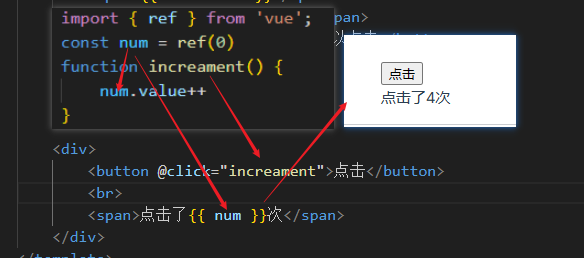 import { ref } from 'vue';
const num = ref(0)
function increament() {
num.value++
}
点击
点击了4次
<div>
<button @click="increament">点击</button>
<br>
<span>点击了{{ num }}次</span>
</div>